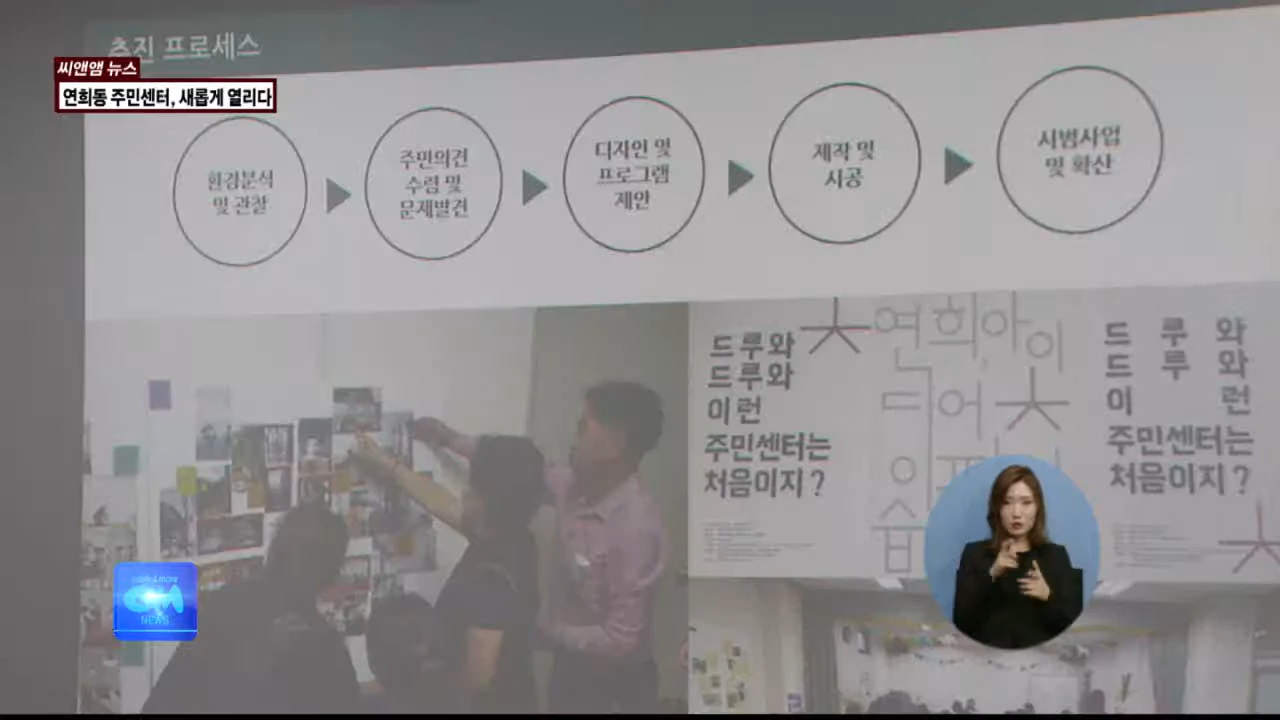 추진 프로세스
씨앤앰 뉴스
연희동 주민센터, 새롭게 열리다
환경분석
및 관찰
주민의견
수렴 및
문제발견
디자인 및
프로그램
제안
제작 및
시공
시범사업
및 확산
드루와
드루와
이런
주민센터는
처음이지?
연희,아이
디어
숲
드 루 와
드 루 와
이 런
주민센터는
처음이지?
C&M
NEWS